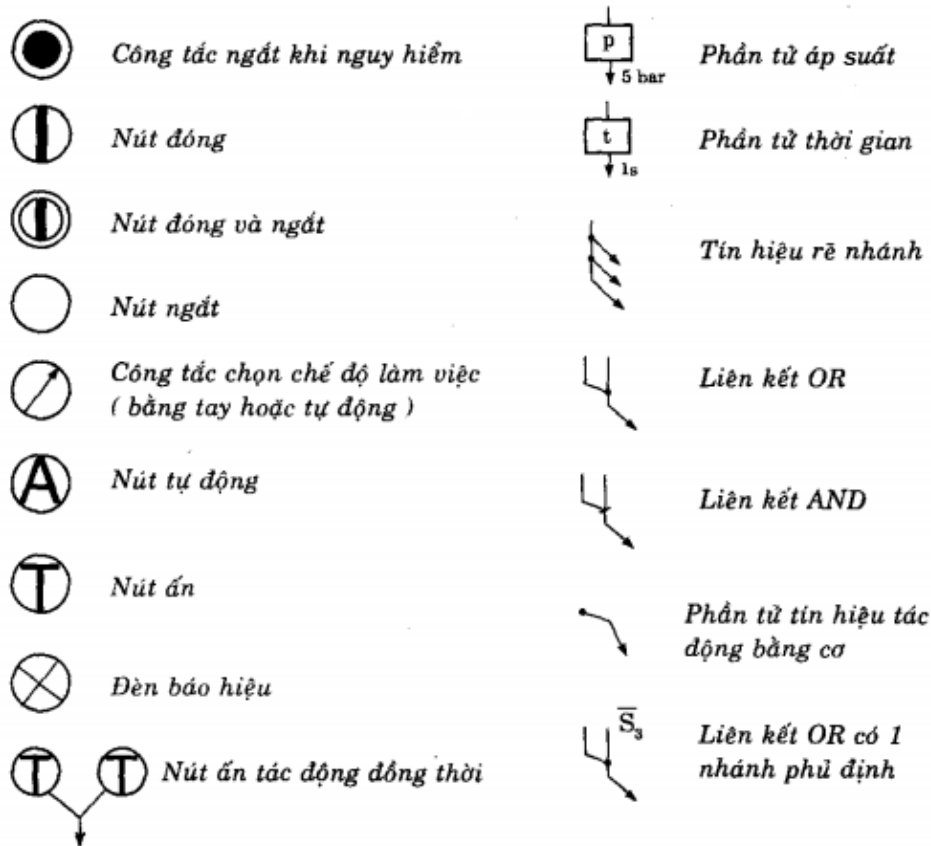 Công tắc ngắt khi nguy hiểm
Nút đóng
Nút đóng và ngắt
Nút ngắt
Công tắc chọn chế độ làm việc
( bằng tay hoặc tự động )
A
Nút tự động
T
Nút ấn
Đèn báo hiệu
T T
Nút ấn tác động đồng thời
p
5 bar
Phần tử áp suất
t
1s
Phần tử thời gian
Tín hiệu rẽ nhánh
Liên kết OR
Liên kết AND
Phần tử tín hiệu tác
động bằng cơ
S̅₃
Liên kết OR có 1
nhánh phủ định